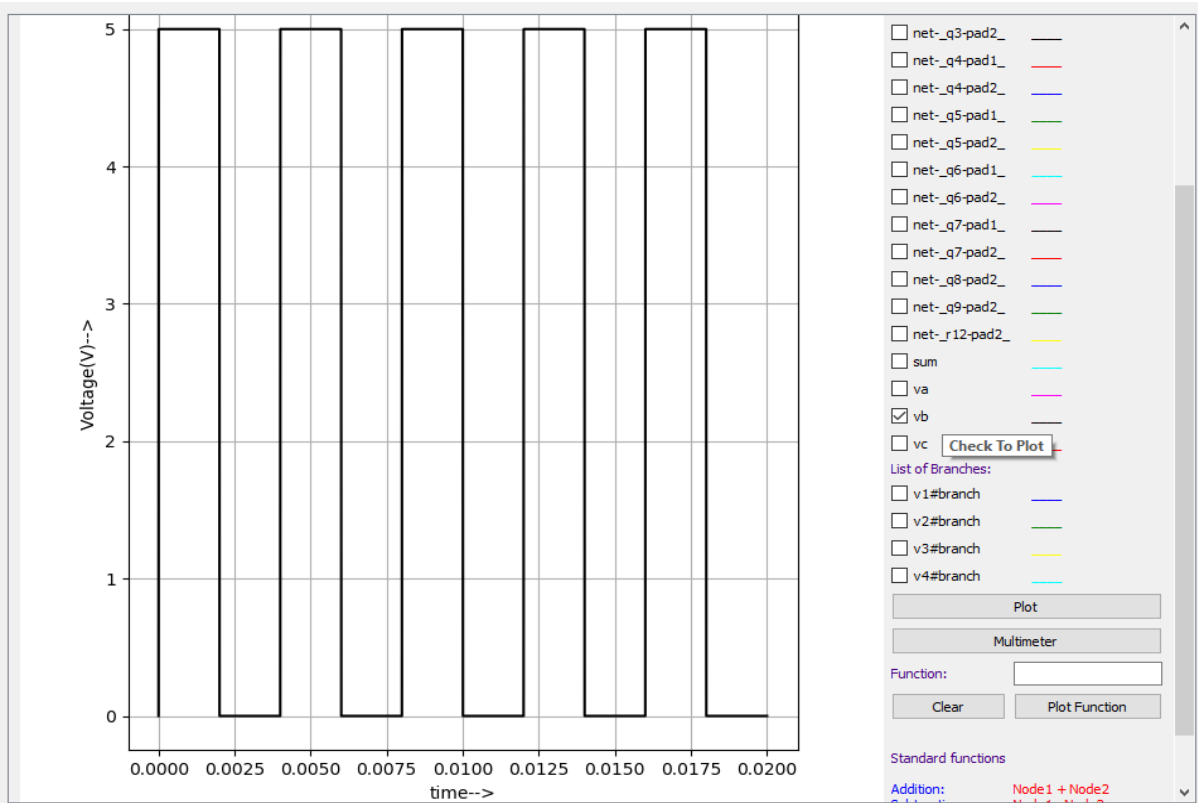 5
4
3
2
1
0
Voltage(V)-->
0.0000 0.0025 0.0050 0.0075 0.0100 0.0125 0.0150 0.0175 0.0200
time-->
net-_q3-pad2_
net-_q4-pad1_
net-_q4-pad2_
net-_q5-pad1_
net-_q5-pad2_
net-_q6-pad1_
net-_q6-pad2_
net-_q7-pad1_
net-_q7-pad2_
net-_q8-pad2_
net-_q9-pad2_
net-_r12-pad2_
sum
va
vb
vc
Check To Plot
List of Branches:
v1#branch
v2#branch
v3#branch
v4#branch
Plot
Multimeter
Function:
Clear Plot Function
Standard functions
Addition: Node1 + Node2